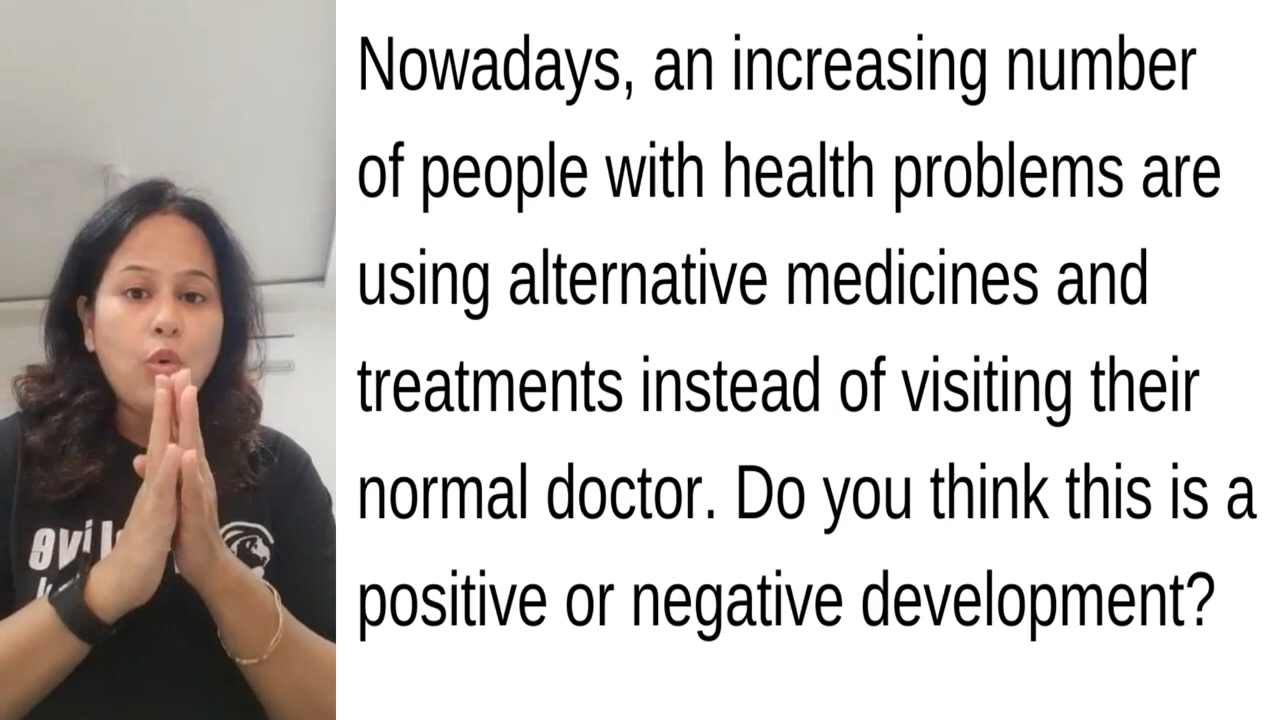 Nowadays, an increasing number
of people with health problems are
using alternative medicines and
treatments instead of visiting their
normal doctor. Do you think this is a
positive or negative development?